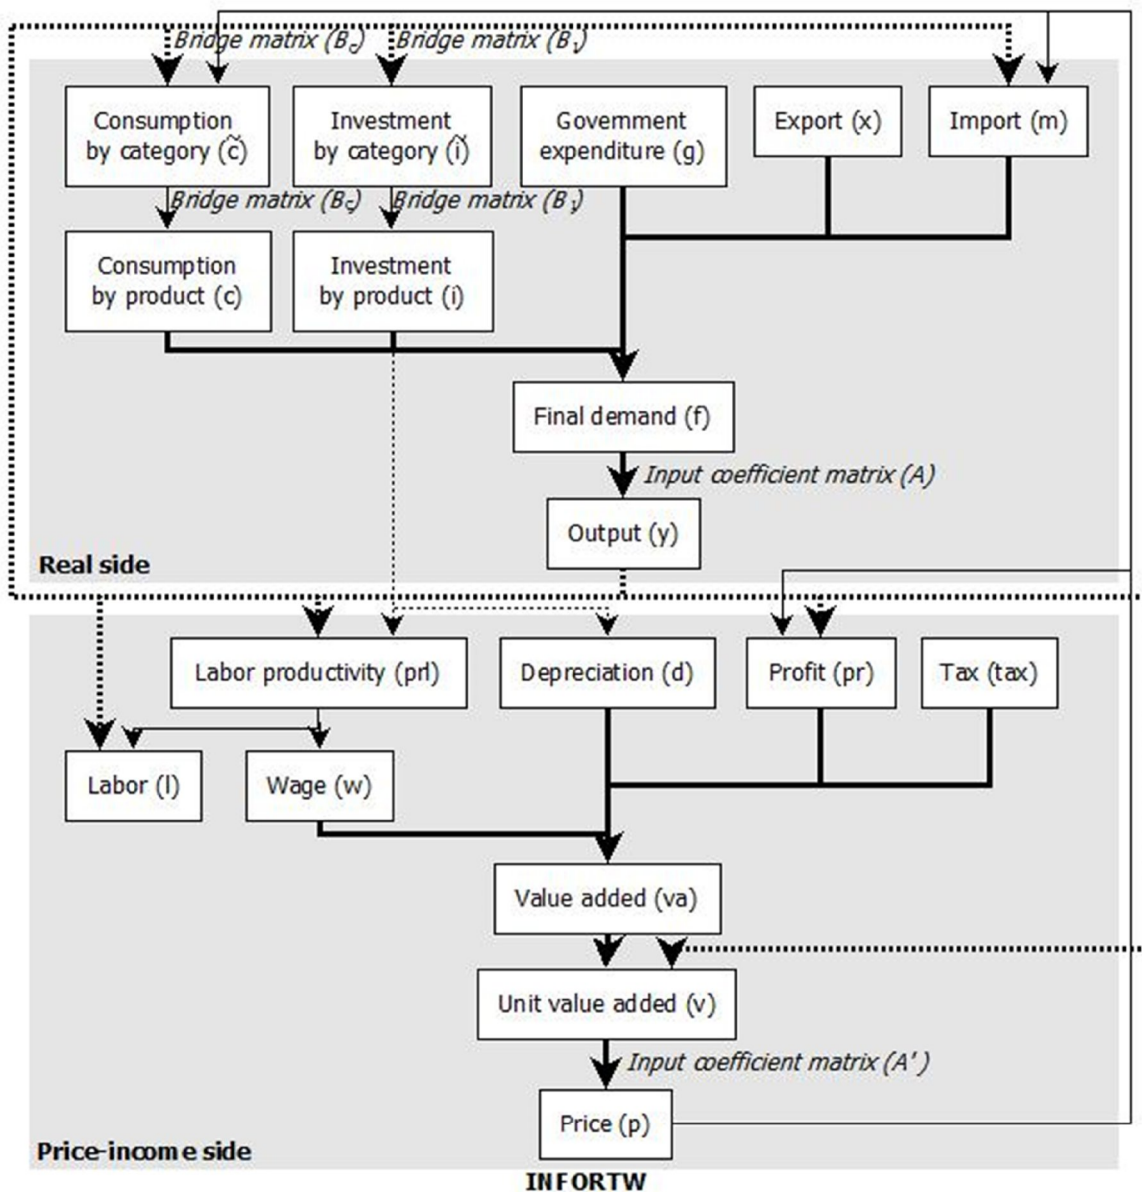 Bridge matrix (Bc)
Bridge matrix (Bi)
Consumption
by category (c̃)
Investment
by category (ĩ)
Government
expenditure (g)
Export (x)
Import (m)
Bridge matrix (Bc)
Bridge matrix (Bi)
Consumption
by product (c)
Investment
by product (i)
Final demand (f)
Input coefficient matrix (A)
Output (y)
Real side
Labor productivity (prl)
Depreciation (d)
Profit (pr)
Tax (tax)
Labor (l)
Wage (w)
Value added (va)
Unit value added (v)
Input coefficient matrix (A')
Price (p)
Price-income side
INFORTW